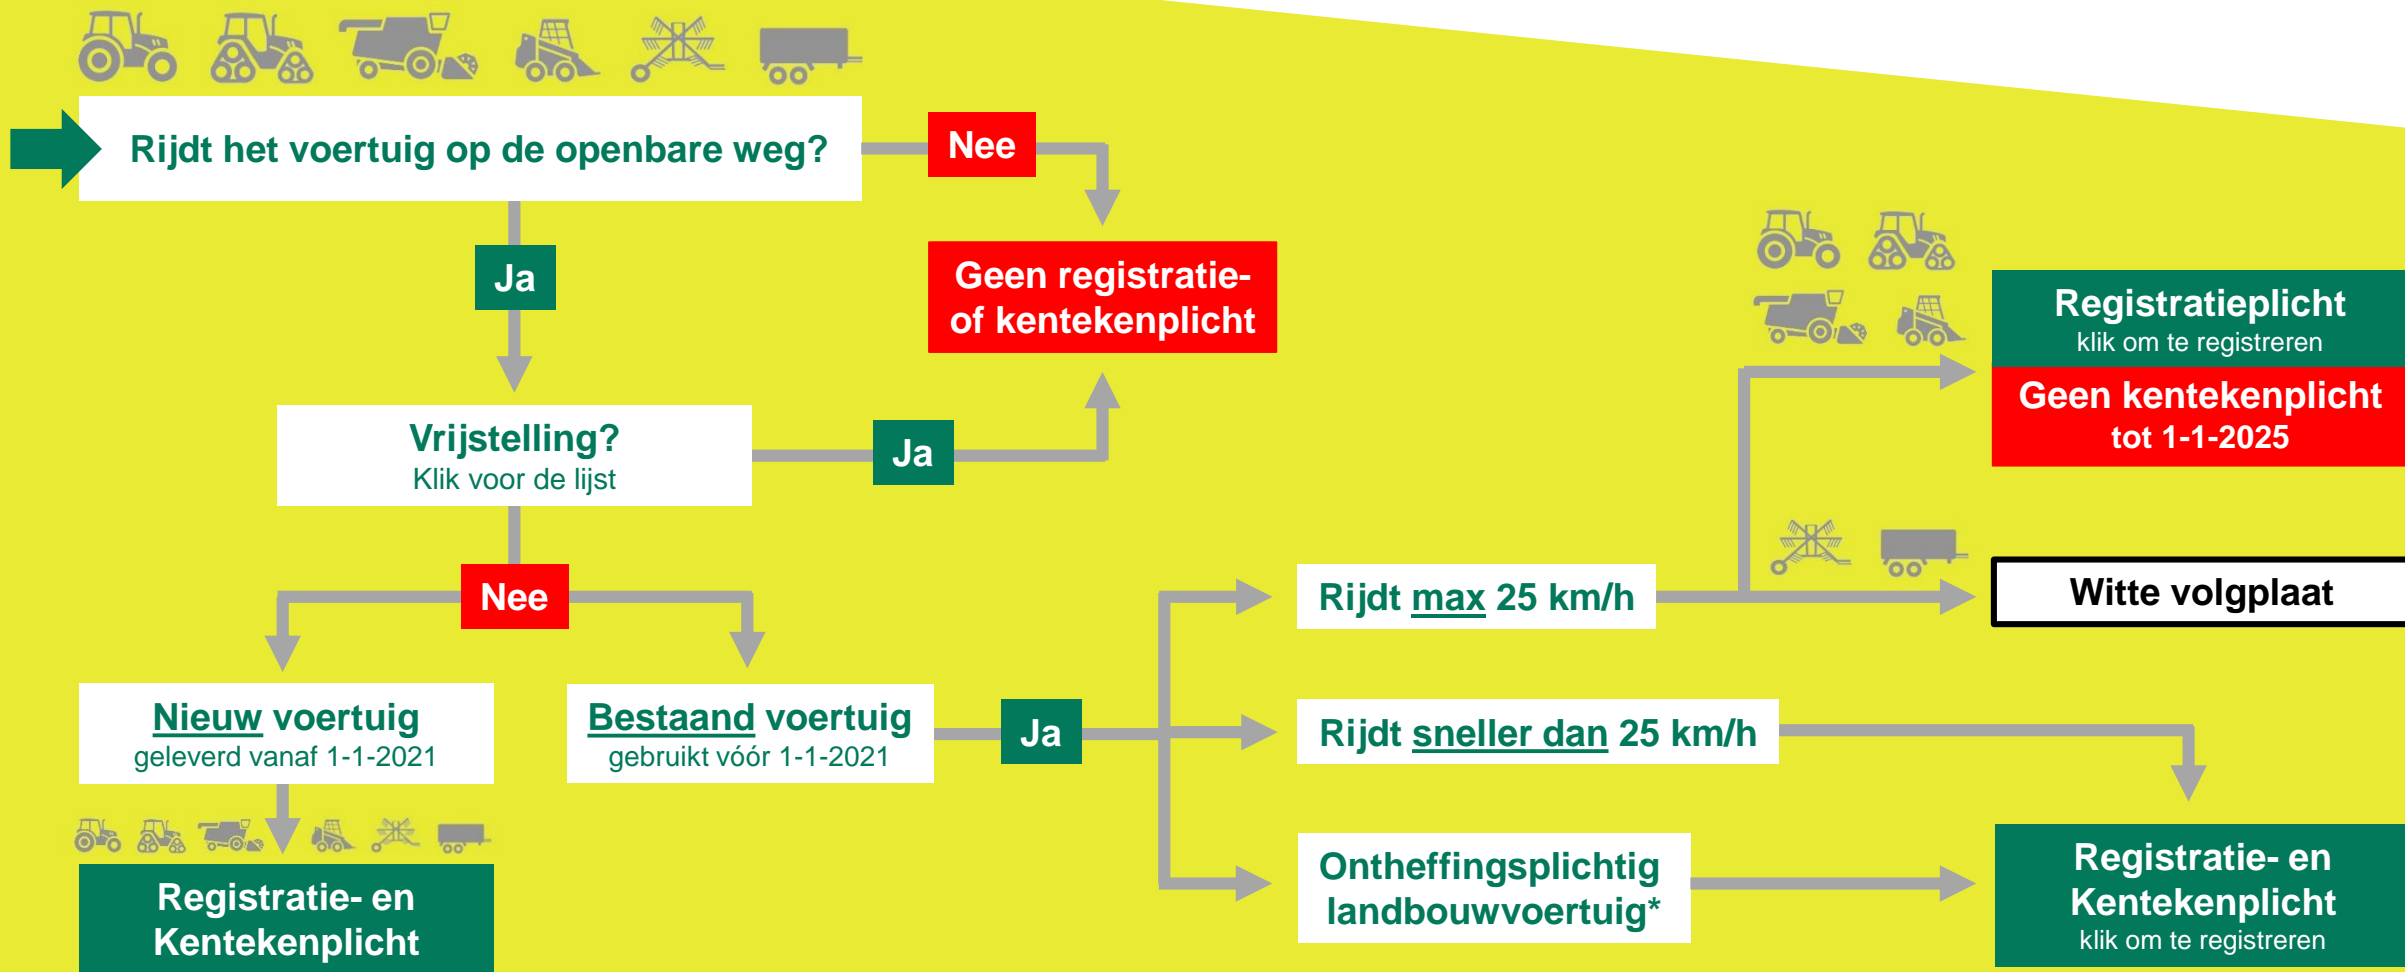 Rijdt het voertuig op de openbare weg?
Nee
Ja
Geen registratie-
of kentekenplicht
Vrijstelling?
Klik voor de lijst
Ja
Nee
Nieuw voertuig
geleverd vanaf 1-1-2021
Bestaand voertuig
gebruikt vóór 1-1-2021
Ja
Registratie- en
Kentekenplicht
Rijdt max 25 km/h
Rijdt sneller dan 25 km/h
Ontheffingsplichtig
landbouwvoertuig*
Registratieplicht
klik om te registreren
Geen kentekenplicht
tot 1-1-2025
Witte volgplaat
Registratie- en
Kentekenplicht
klik om te registreren